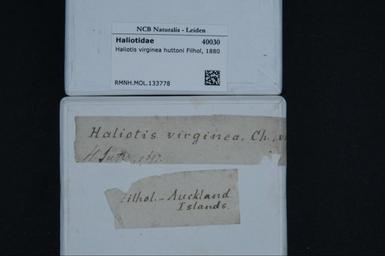 NCB Naturalis - Leiden
Haliotidae 40030
Haliotis virginea huttoni Filhol, 1880
RMNH.MOL.133778
Haliotis virginea. Ch
Filhol.- Auckland
Islands.